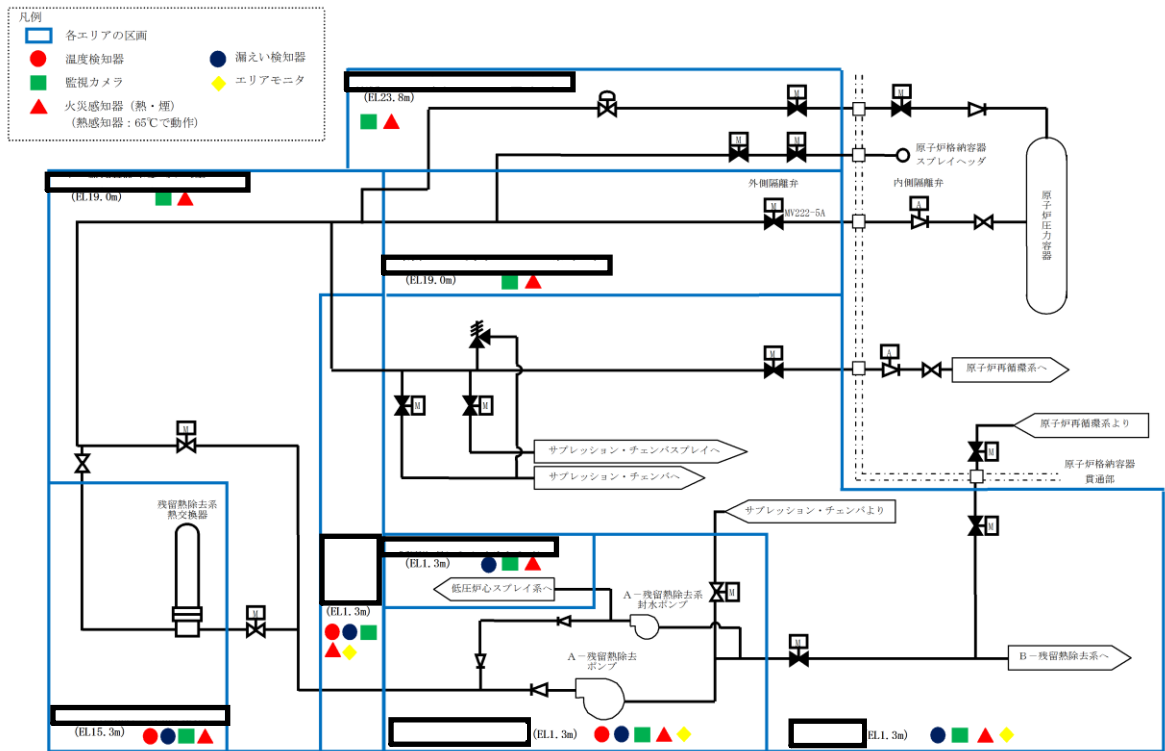 凡例
各エリアの区画
温度検知器
漏えい検知器
監視カメラ
エリアモニタ
火災感知器（熱・煙）
（熱感知器：65℃で動作）
(EL23.8m)
M
M
M
M
原子炉格納容器
スプレイヘッダ
(EL19.0m)
外側隔離弁
内側隔離弁
M
MV222-5A
A
原子炉圧力容器
(EL19.0m)
M
A
原子炉再循環系へ
M
M
原子炉再循環系より
M
M
サプレッション・チェンバスプレイへ
原子炉格納容器
貫通部
サプレッション・チェンバへ
残留熱除去系
熱交換器
サプレッション・チェンバより
M
(EL1.3m)
低圧炉心スプレイ系へ
A－残留熱除去系
封水ポンプ
M
M
(EL1.3m)
M
A－残留熱除去
ポンプ
B－残留熱除去系へ
(EL15.3m)
(EL1.3m)
EL1.3m)